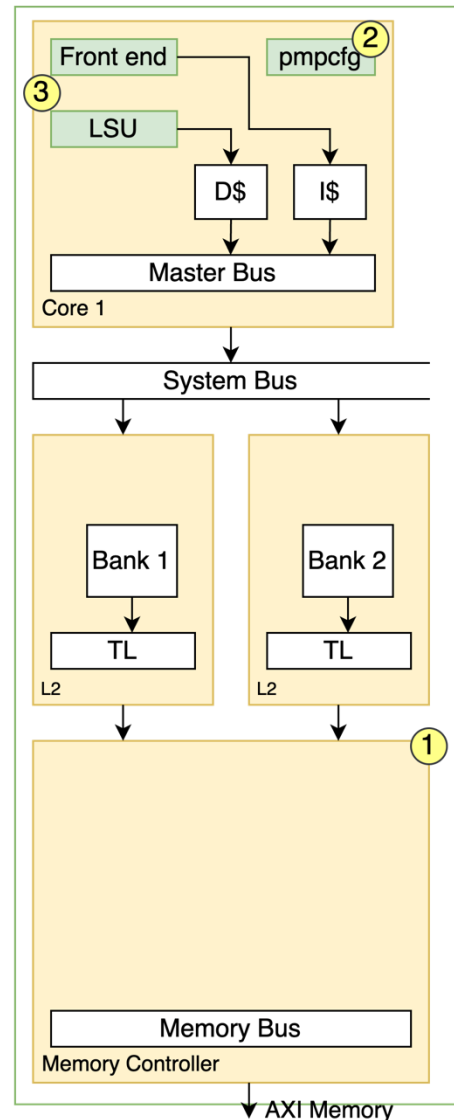 2
Front end
pmpcfg
3
LSU
D$
I$
Master Bus
Core 1
System Bus
Bank 1
Bank 2
TL
TL
L2
L2
1
Memory Bus
Memory Controller
AXI Memory